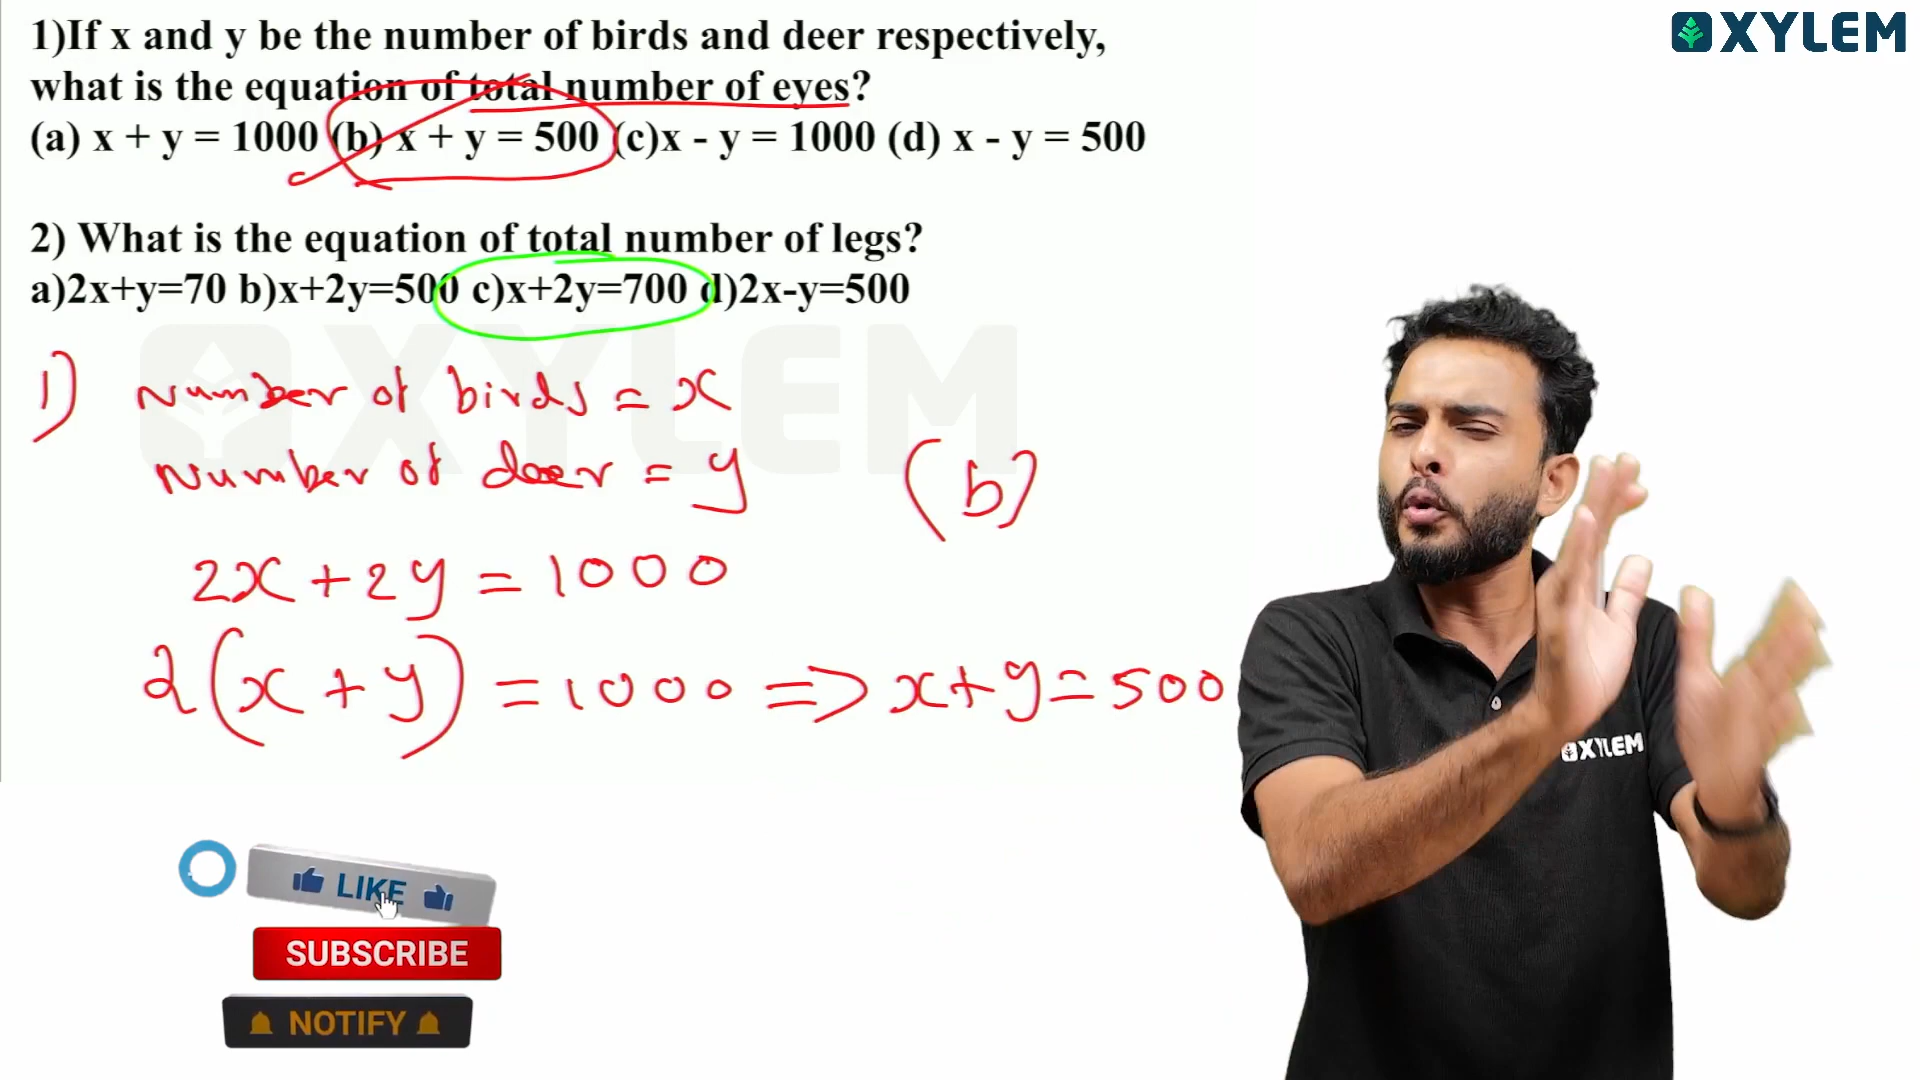 1)If x and y be the number of birds and deer respectively,
what is the equation of total number of eyes?
(a) x + y = 1000 (b) x + y = 500 (c)x - y = 1000 (d) x - y = 500
2) What is the equation of total number of legs?
a)2x+y=70 b)x+2y=500 c)x+2y=700 d)2x-y=500
XYLEM
XYLEM
1) Number of birds = x
Number of deer = y
(b)
2x + 2y = 1000
2(x + y) = 1000 => x+y=500
XYLEM
LIKE
SUBSCRIBE
NOTIFY